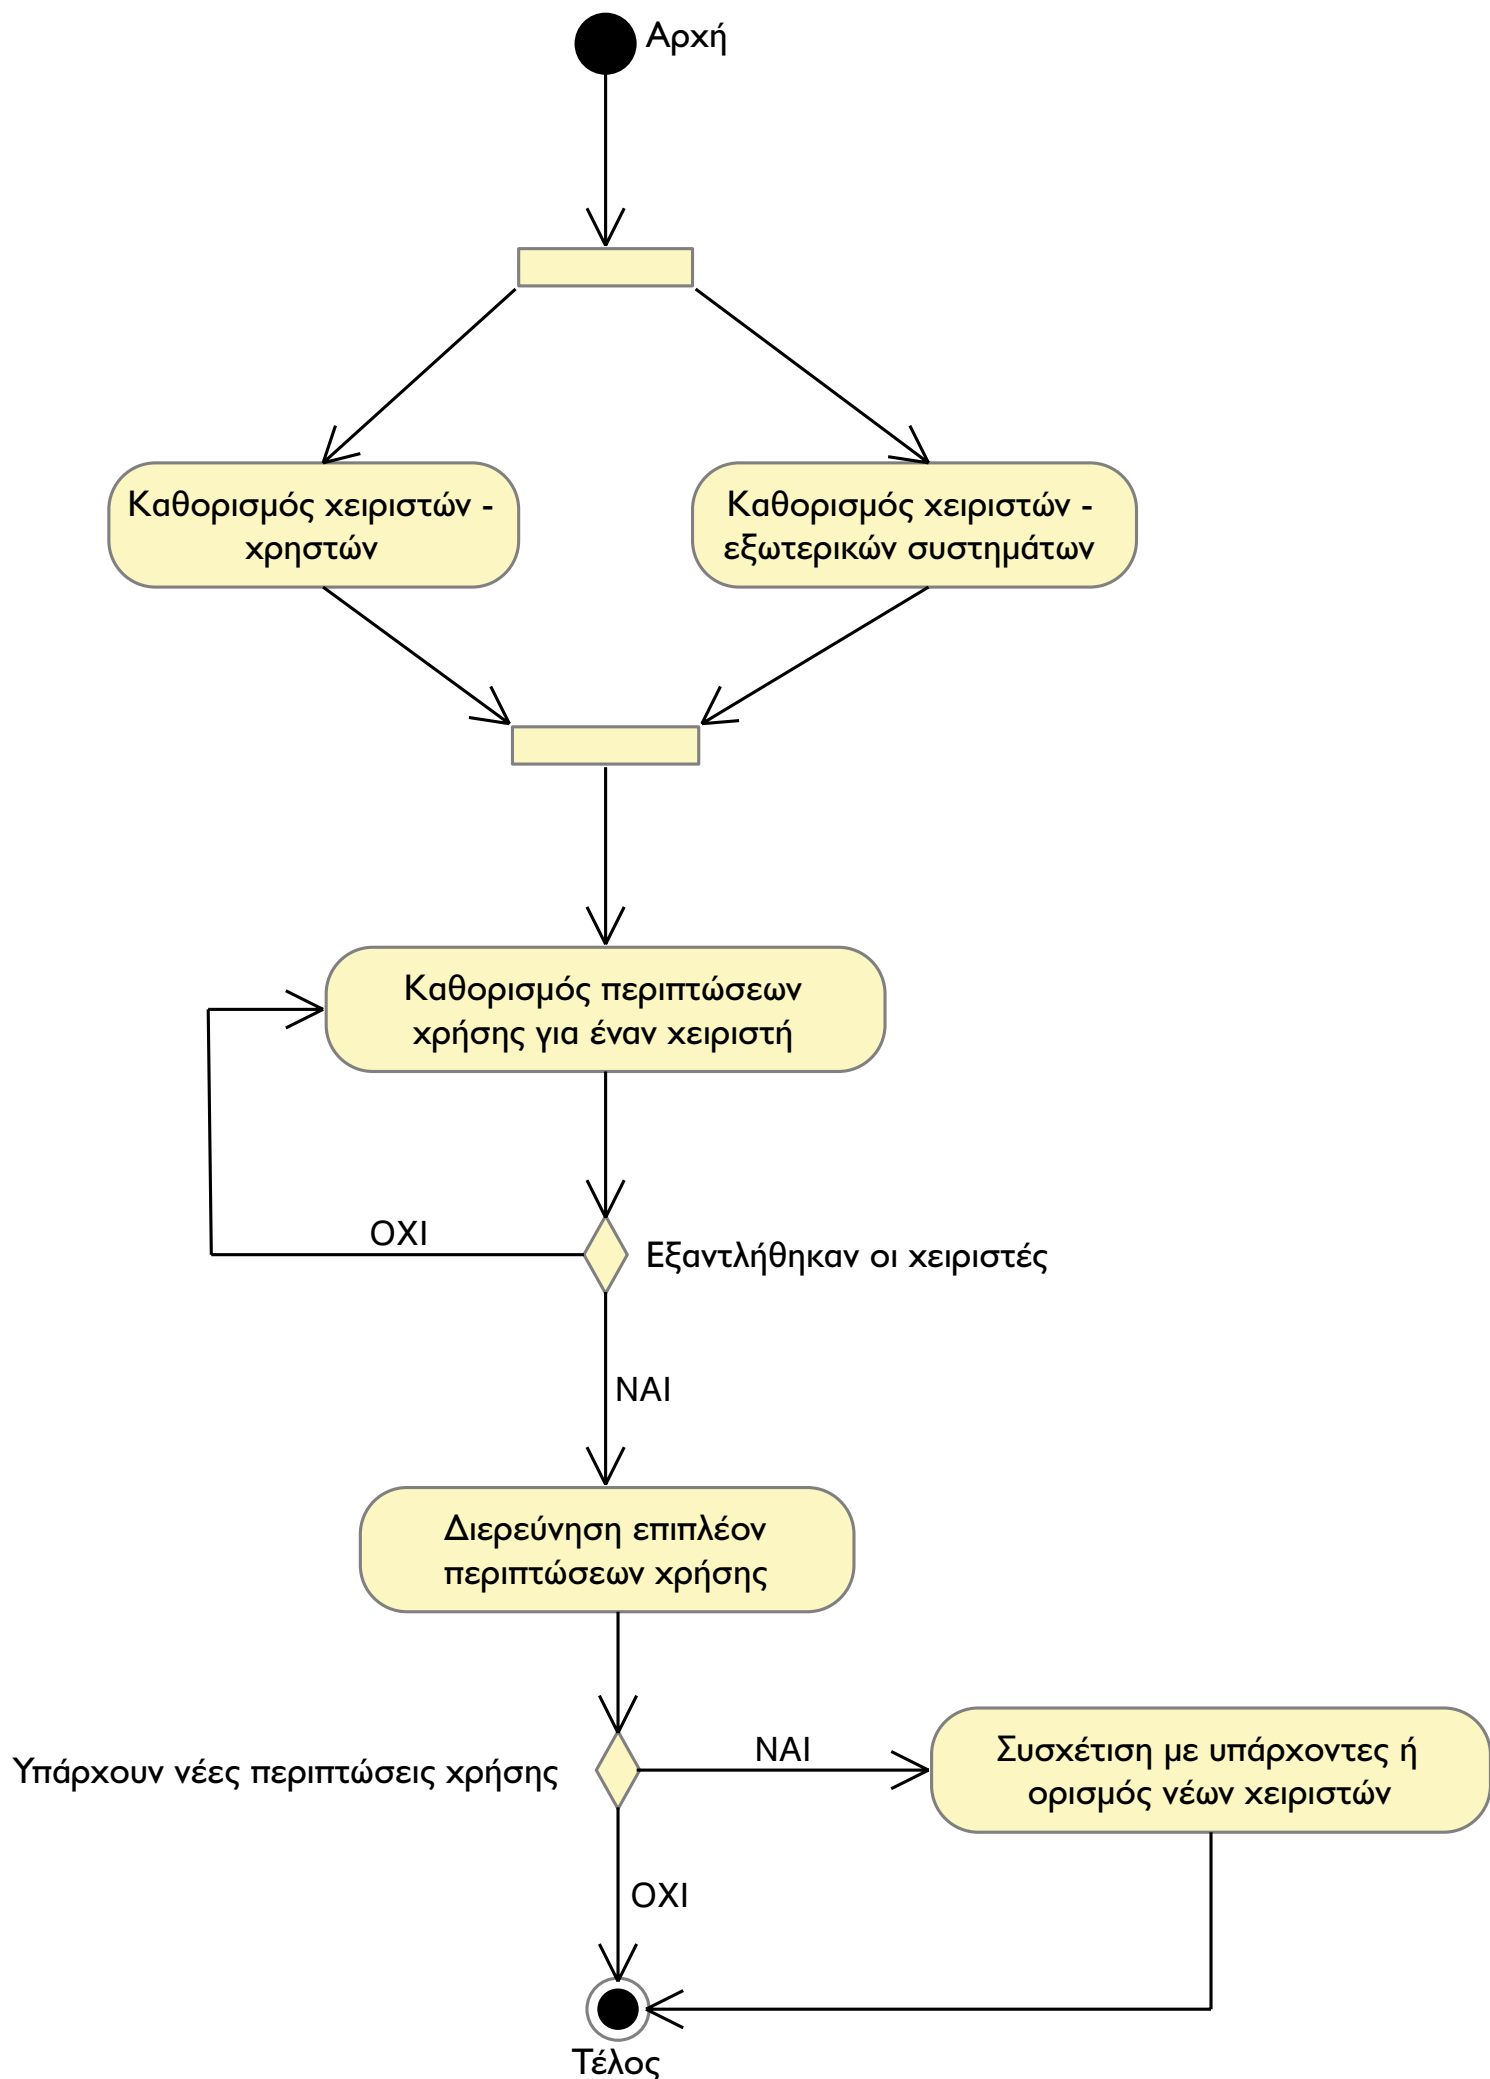 Αρχή
Καθορισμός χειριστών -
χρηστών
Καθορισμός χειριστών -
εξωτερικών συστημάτων
Καθορισμός περιπτώσεων
χρήσης για έναν χειριστή
ΟΧΙ
Εξαντλήθηκαν οι χειριστές
ΝΑΙ
Διερεύνηση επιπλέον
περιπτώσεων χρήσης
Υπάρχουν νέες περιπτώσεις χρήσης
ΝΑΙ
Συσχέτιση με υπάρχοντες ή
ορισμός νέων χειριστών
ΟΧΙ
Τέλος